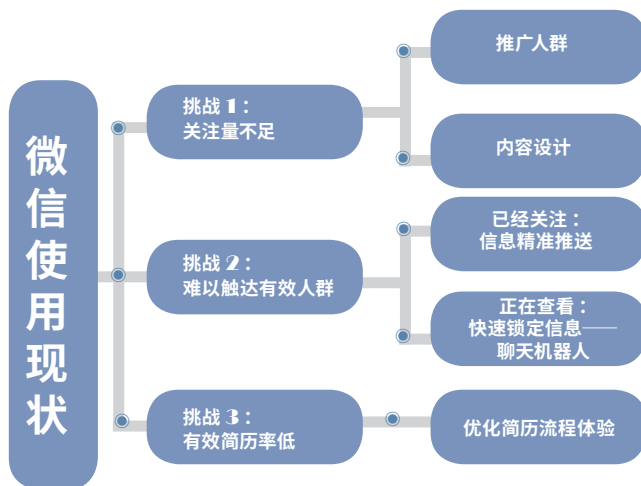 微信使用现状
挑战 1：
关注量不足
推广人群
内容设计
挑战 2：
难以触达有效人群
已经关注：
信息精准推送
正在查看：
快速锁定信息——
聊天机器人
挑战 3：
有效简历率低
优化简历流程体验